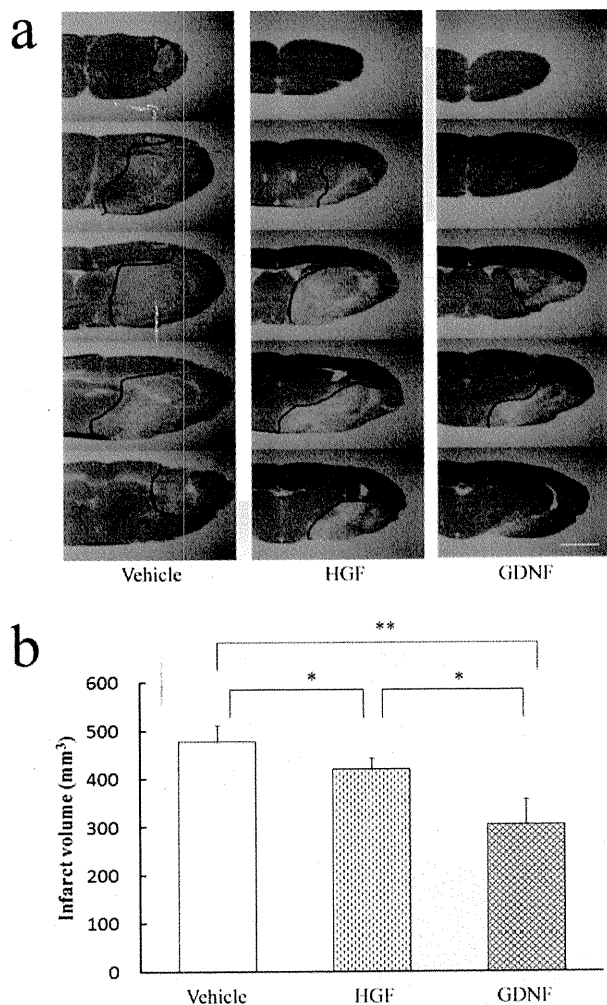 a
Vehicle HGF GDNF
b
**
* *
Infarct volume (mm³)
600
500
400
300
200
100
0
Vehicle HGF GDNF